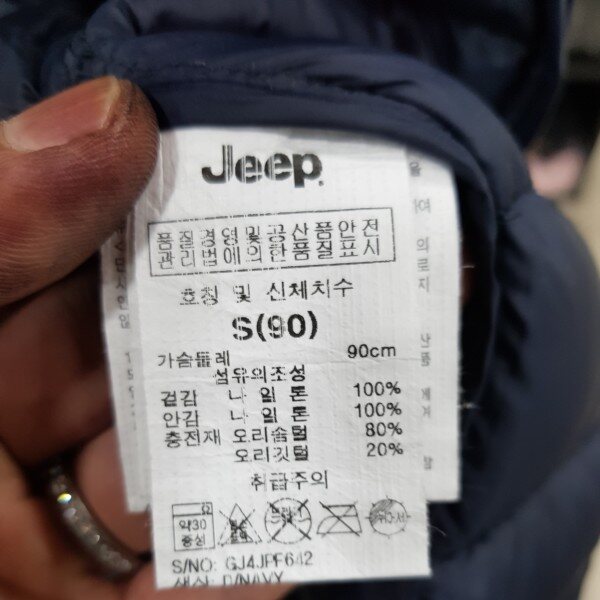 Jeep
품질경영및공산품안전
관리법에의한품질표시
호칭 및 신체치수
S(90)
가슴둘레 90cm
섬유의조성
겉감 나 일 론 100%
안감 나 일 론 100%
충전재 오리솜털 80%
오리깃털 20%
취급주의
약30
중성
S/NO: GJ4JPF642
색상: D/NAVY